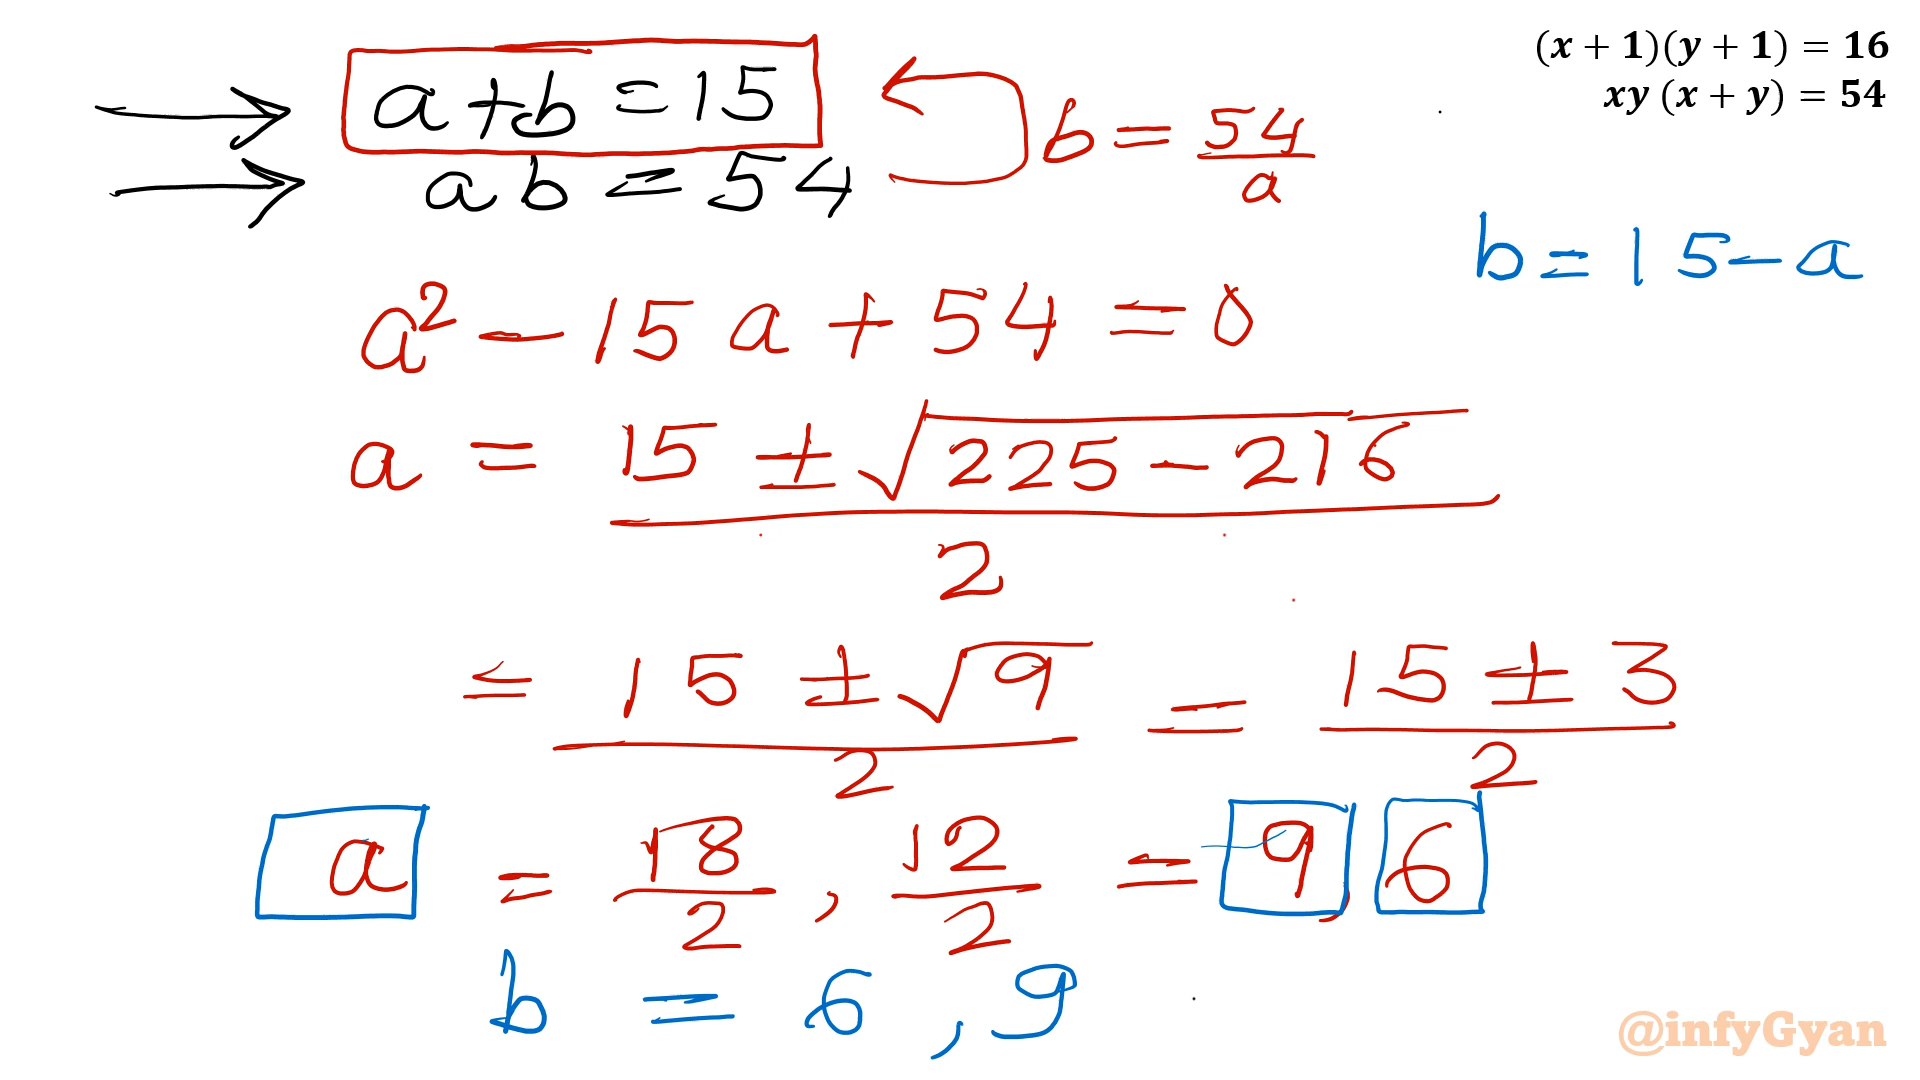 (x + 1)(y + 1) = 16
xy (x + y) = 54
a + b = 15
ab = 54
b = 54/a
b = 15 - a
a² - 15a + 54 = 0
a = (15 ± √(225 - 216))/2
= (15 ± √9)/2 = (15 ± 3)/2
a = 18/2 , 12/2 = 9, 6
b = 6 , 9
@infyGyan